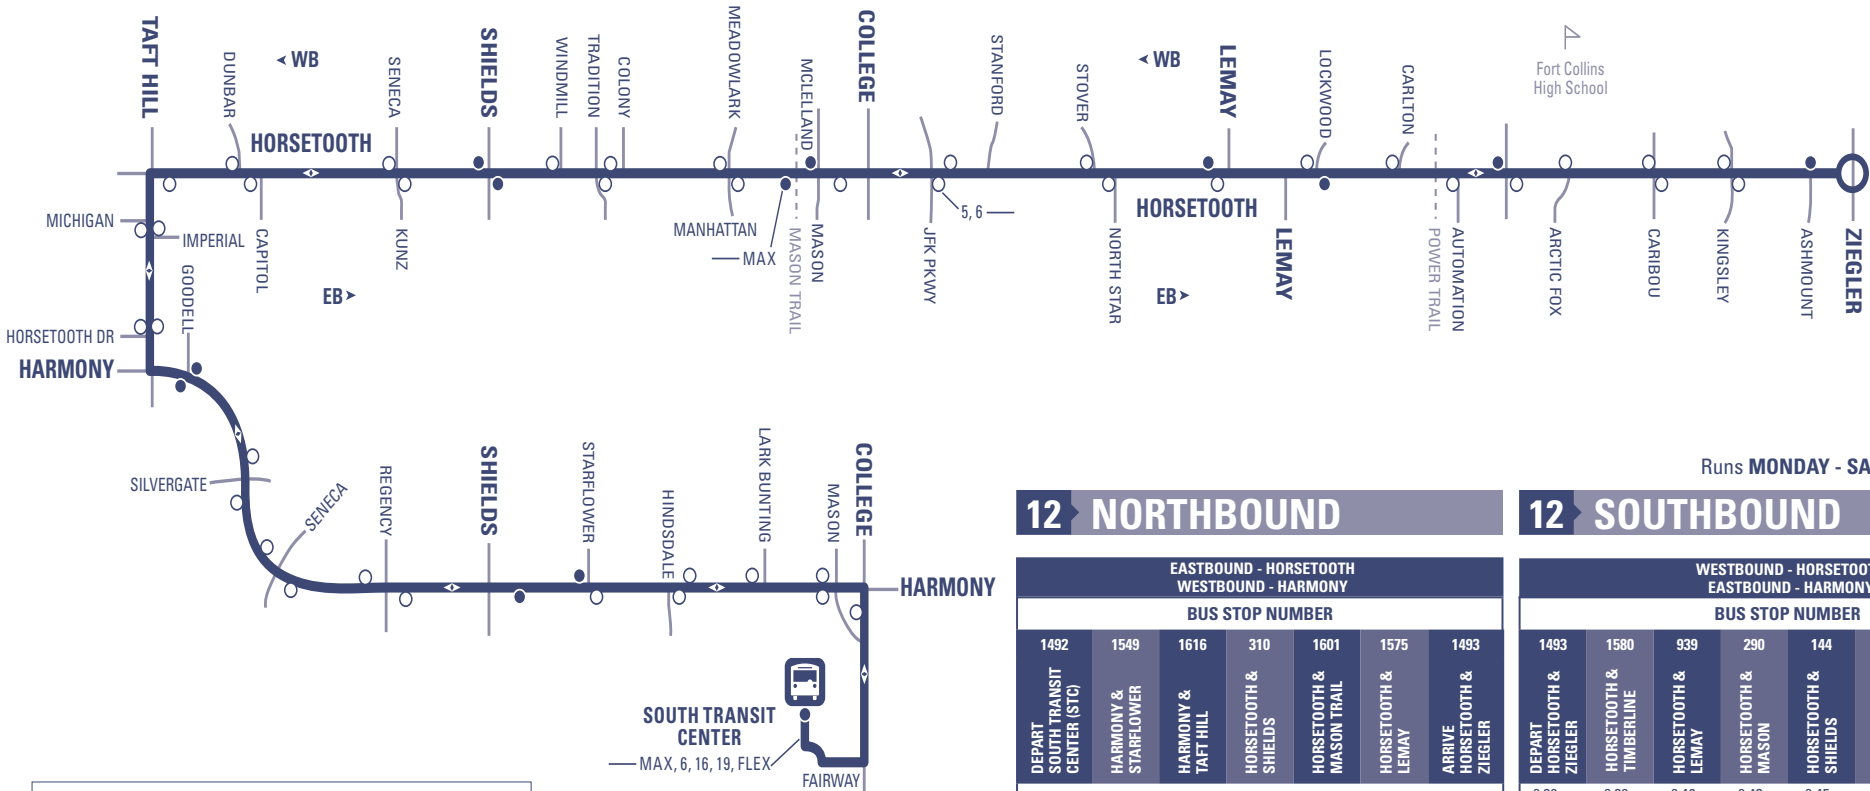 TAFT HILL
DUNBAR
◄ WB
SENECA
SHIELDS
WINDMILL
TRADITION
COLONY
MEADOWLARK
MCLELLAND
COLLEGE
STANFORD
STOVER
◄ WB
LEMAY
LOCKWOOD
CARLTON
Fort Collins
High School
HORSETOOTH
MICHIGAN
IMPERIAL
CAPITOL
KUNZ
MANHATTAN
MAX
MASON TRAIL
MASON
JFK PKWY
5, 6
NORTH STAR
HORSETOOTH
LEMAY
POWER TRAIL
AUTOMATION
ARCTIC FOX
CARIBOU
KINGSLEY
ASHMOUNT
ZIEGLER
GOODELL
EB ►
EB ►
HORSETOOTH DR
HARMONY
SILVERGATE
SENECA
REGENCY
SHIELDS
STARFLOWER
HINDSDALE
LARK BUNTING
MASON
COLLEGE
HARMONY
SOUTH TRANSIT
CENTER
MAX, 6, 16, 19, FLEX
FAIRWAY
Runs MONDAY - SA
12 NORTHBOUND
EASTBOUND - HORSETOOTH
WESTBOUND - HARMONY
BUS STOP NUMBER
1492 1549 1616 310 1601 1575 1493
DEPART
SOUTH TRANSIT
CENTER (STC)
HARMONY &
STARFLOWER
HARMONY &
TAFT HILL
HORSETOOTH &
SHIELDS
HORSETOOTH &
MASON TRAIL
HORSETOOTH &
LEMAY
ARRIVE
HORSETOOTH &
ZIEGLER
12 SOUTHBOUND
WESTBOUND - HORSETOOT
EASTBOUND - HARMONY
BUS STOP NUMBER
1493 1580 939 290 144
DEPART
HORSETOOTH &
ZIEGLER
HORSETOOTH &
TIMBERLINE
HORSETOOTH &
LEMAY
HORSETOOTH &
MASON
HORSETOOTH &
SHIELDS